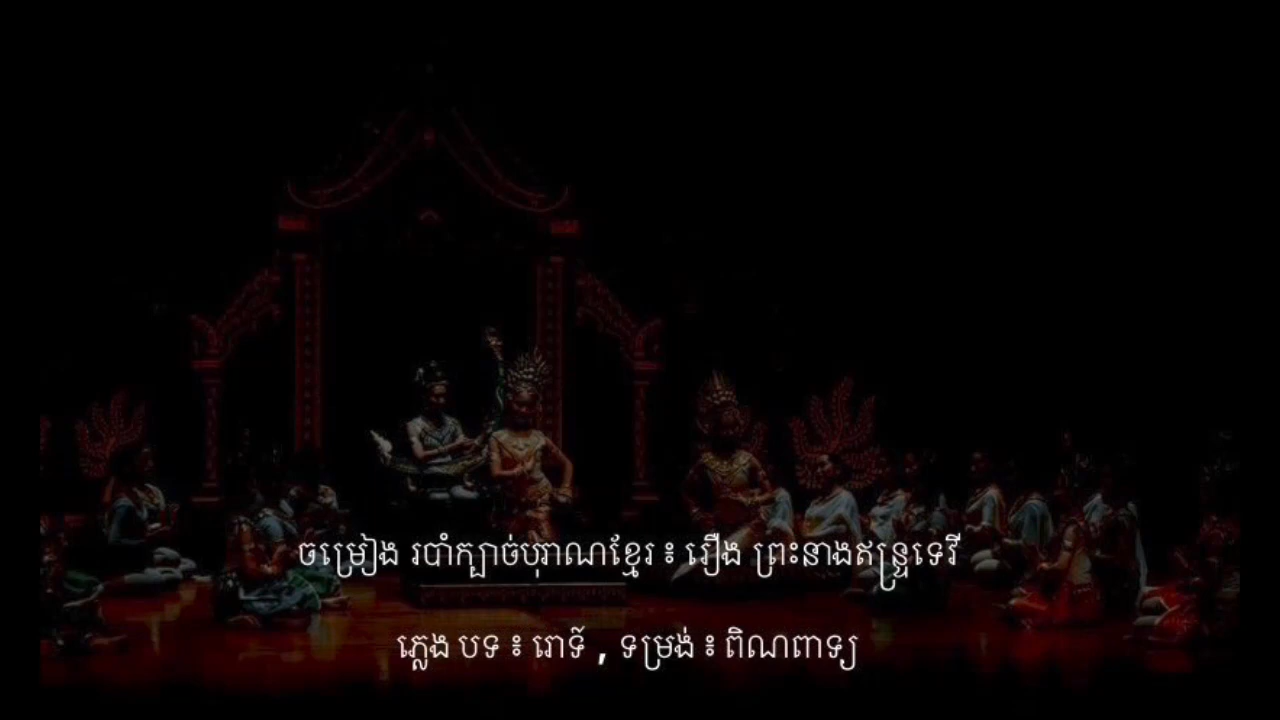 ចម្រៀង របាំក្បាច់បុរាណខ្មែរ ៖ រឿង ព្រះនាងឥន្ទ្រទេវី
ភ្លេង បទ ៖ រោទ៍ , ទម្រង់ ៖ ពិណពាទ្យ